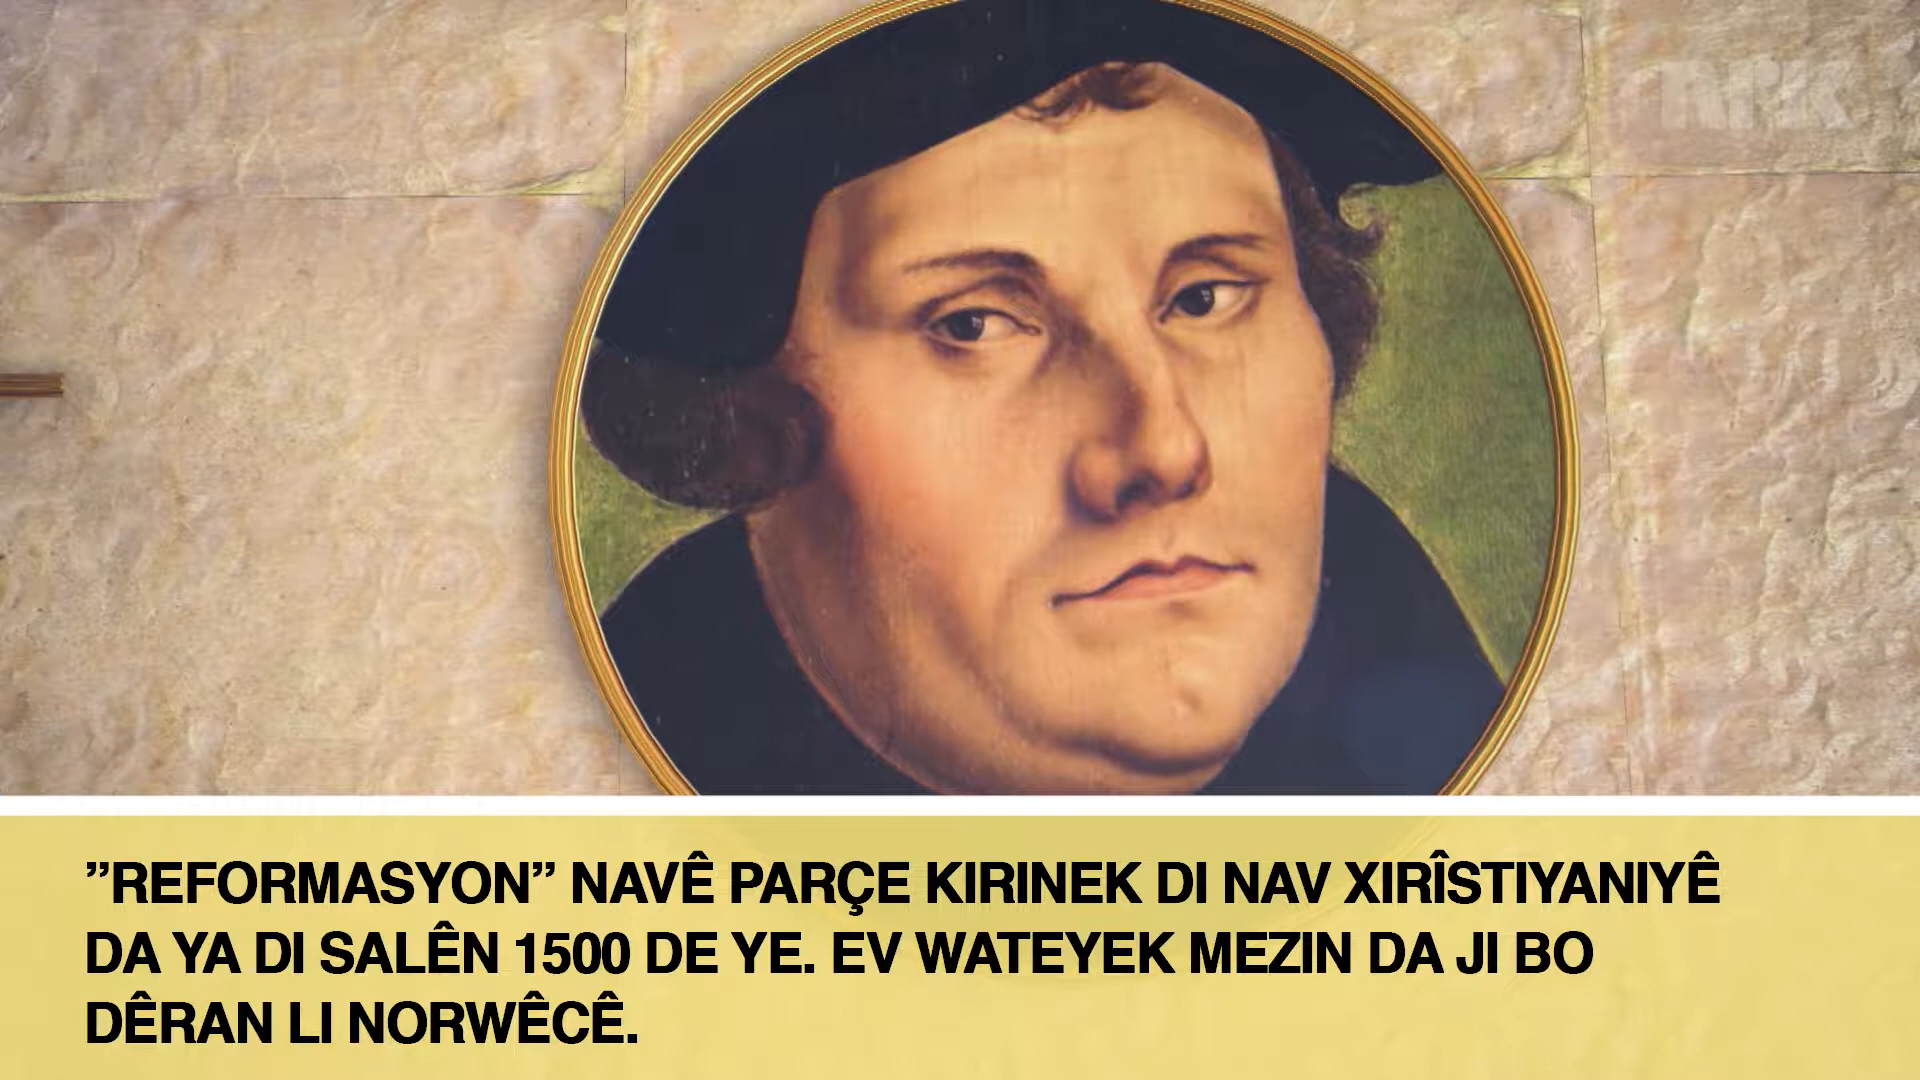 NRK
”REFORMASYON” NAVÊ PARÇE KIRINEK DI NAV XIRÎSTIYANIYÊ
DA YA DI SALÊN 1500 DE YE. EV WATEYEK MEZIN DA JI BO
DÊRAN LI NORWÊCÊ.